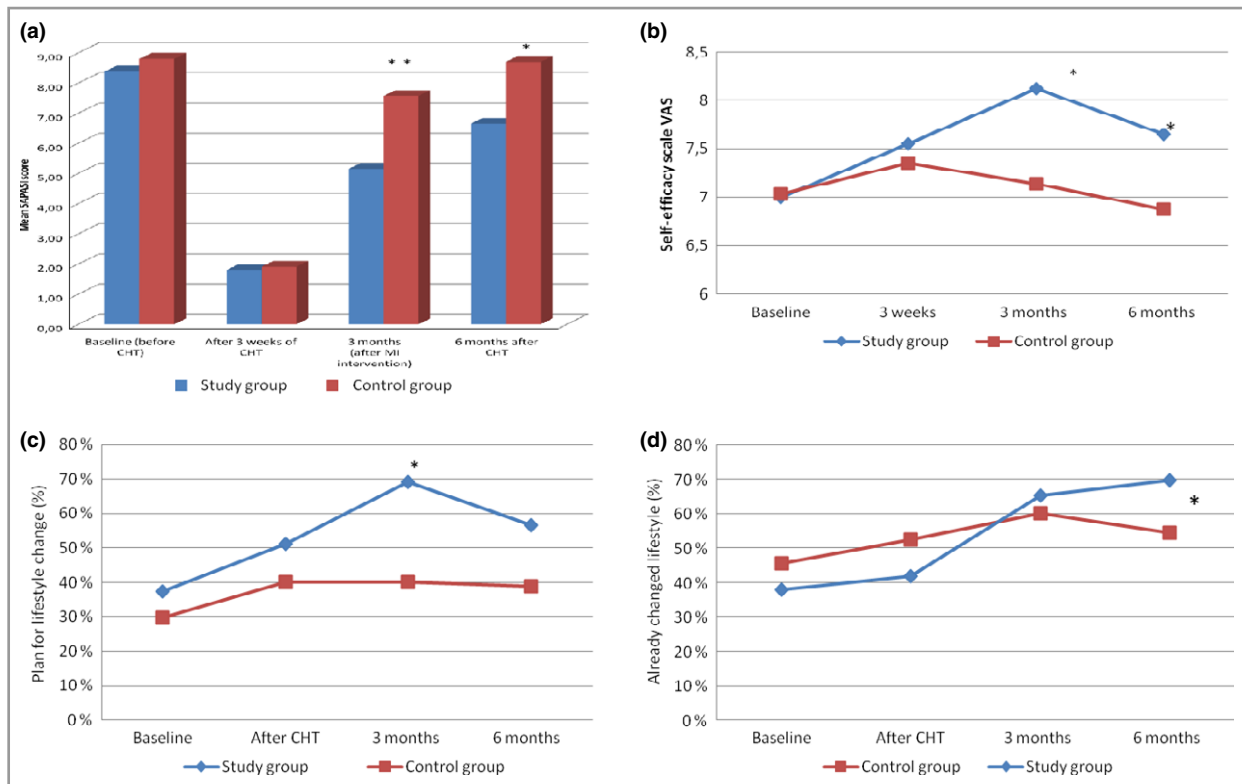 (a)
Mean SAPASI score
9,00
8,00
7,00
6,00
5,00
4,00
3,00
2,00
1,00
0,00
* *
*
Baseline (before CHT)
After 3 weeks of CHT
3 months (after MI intervention)
6 months after CHT
Study group
Control group
(b)
Self-efficacy scale VAS
8,5
8
7,5
7
6,5
6
*
*
Baseline
3 weeks
3 months
6 months
Study group
Control group
(c)
Plan for lifestyle change (%)
80 %
70 %
60 %
50 %
40 %
30 %
20 %
10 %
0 %
*
Baseline
After CHT
3 months
6 months
Study group
Control group
(d)
Already changed lifestyle (%)
80 %
70 %
60 %
50 %
40 %
30 %
20 %
10 %
0 %
*
Baseline
After CHT
3 months
6 months
Control group
Study group